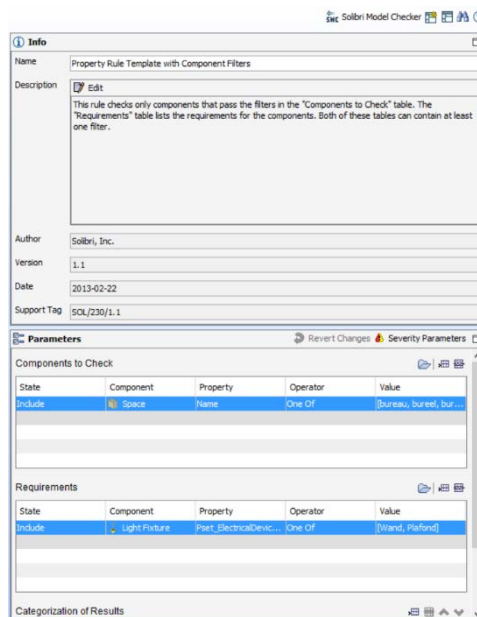 SMC Solibri Model Checker
Info
Name Property Rule Template with Component Filters
Description Edit
This rule checks only components that pass the filters in the "Components to Check" table. The
"Requirements" table lists the requirements for the components. Both of these tables can contain at least
one filter.
Author Solibri, Inc.
Version 1.1
Date 2013-02-22
Support Tag SOL/230/1.1
Parameters Revert Changes Severity Parameters
Components to Check
State Component Property Operator Value
Include Space Name One Of [bureau, bureel, bur...
Requirements
State Component Property Operator Value
Include Light Fixture Pset_ElectricalDevic... One Of [Wand, Plafond]
Categorization of Results